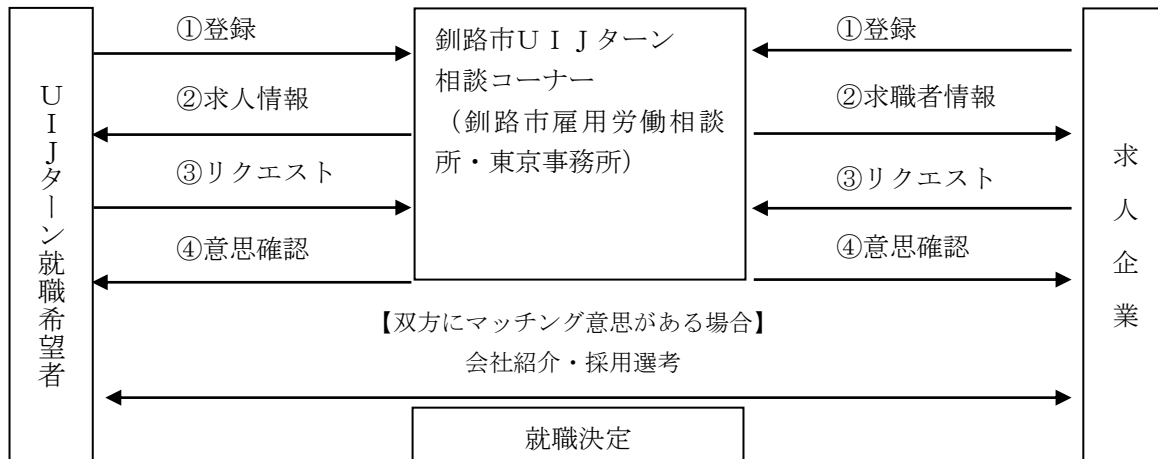 ＵＩＪターン就職希望者
①登録
②求人情報
③リクエスト
④意思確認
釧路市ＵＩＪターン
相談コーナー
（釧路市雇用労働相談
所・東京事務所）
①登録
②求職者情報
③リクエスト
④意思確認
求人企業
【双方にマッチング意思がある場合】
会社紹介・採用選考
就職決定